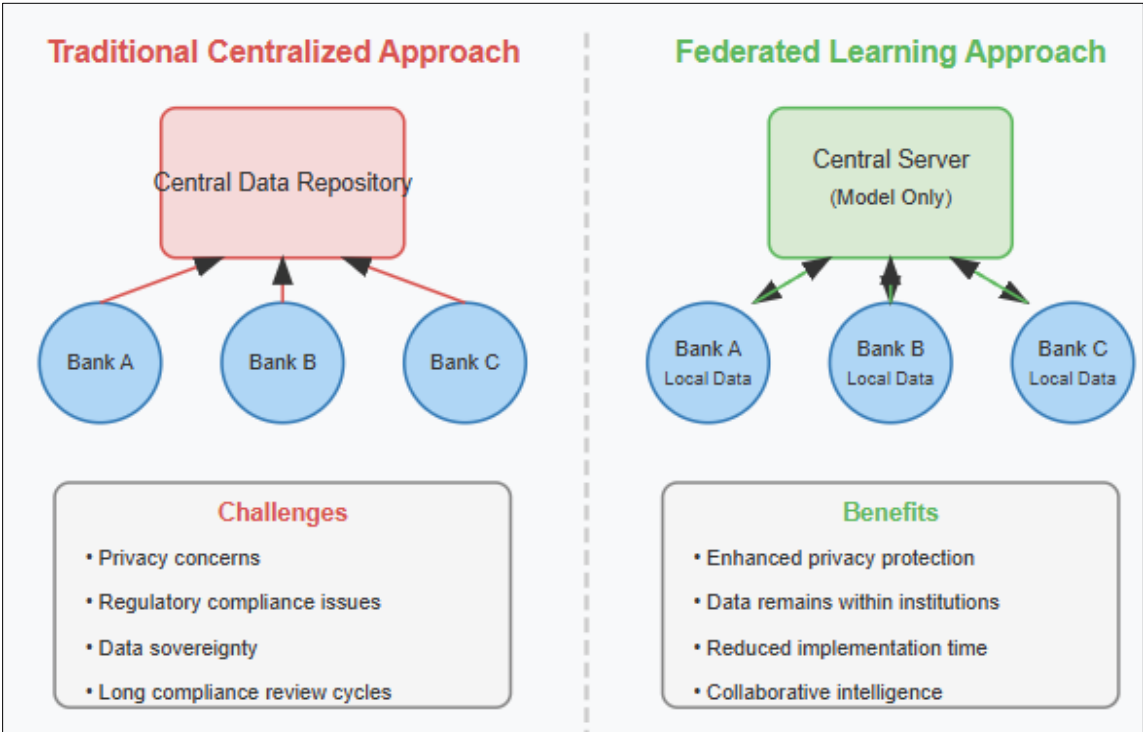 Traditional Centralized Approach
Central Data Repository
Bank A
Bank B
Bank C
Challenges
• Privacy concerns
• Regulatory compliance issues
• Data sovereignty
• Long compliance review cycles
Federated Learning Approach
Central Server
(Model Only)
Bank A
Local Data
Bank B
Local Data
Bank C
Local Data
Benefits
• Enhanced privacy protection
• Data remains within institutions
• Reduced implementation time
• Collaborative intelligence